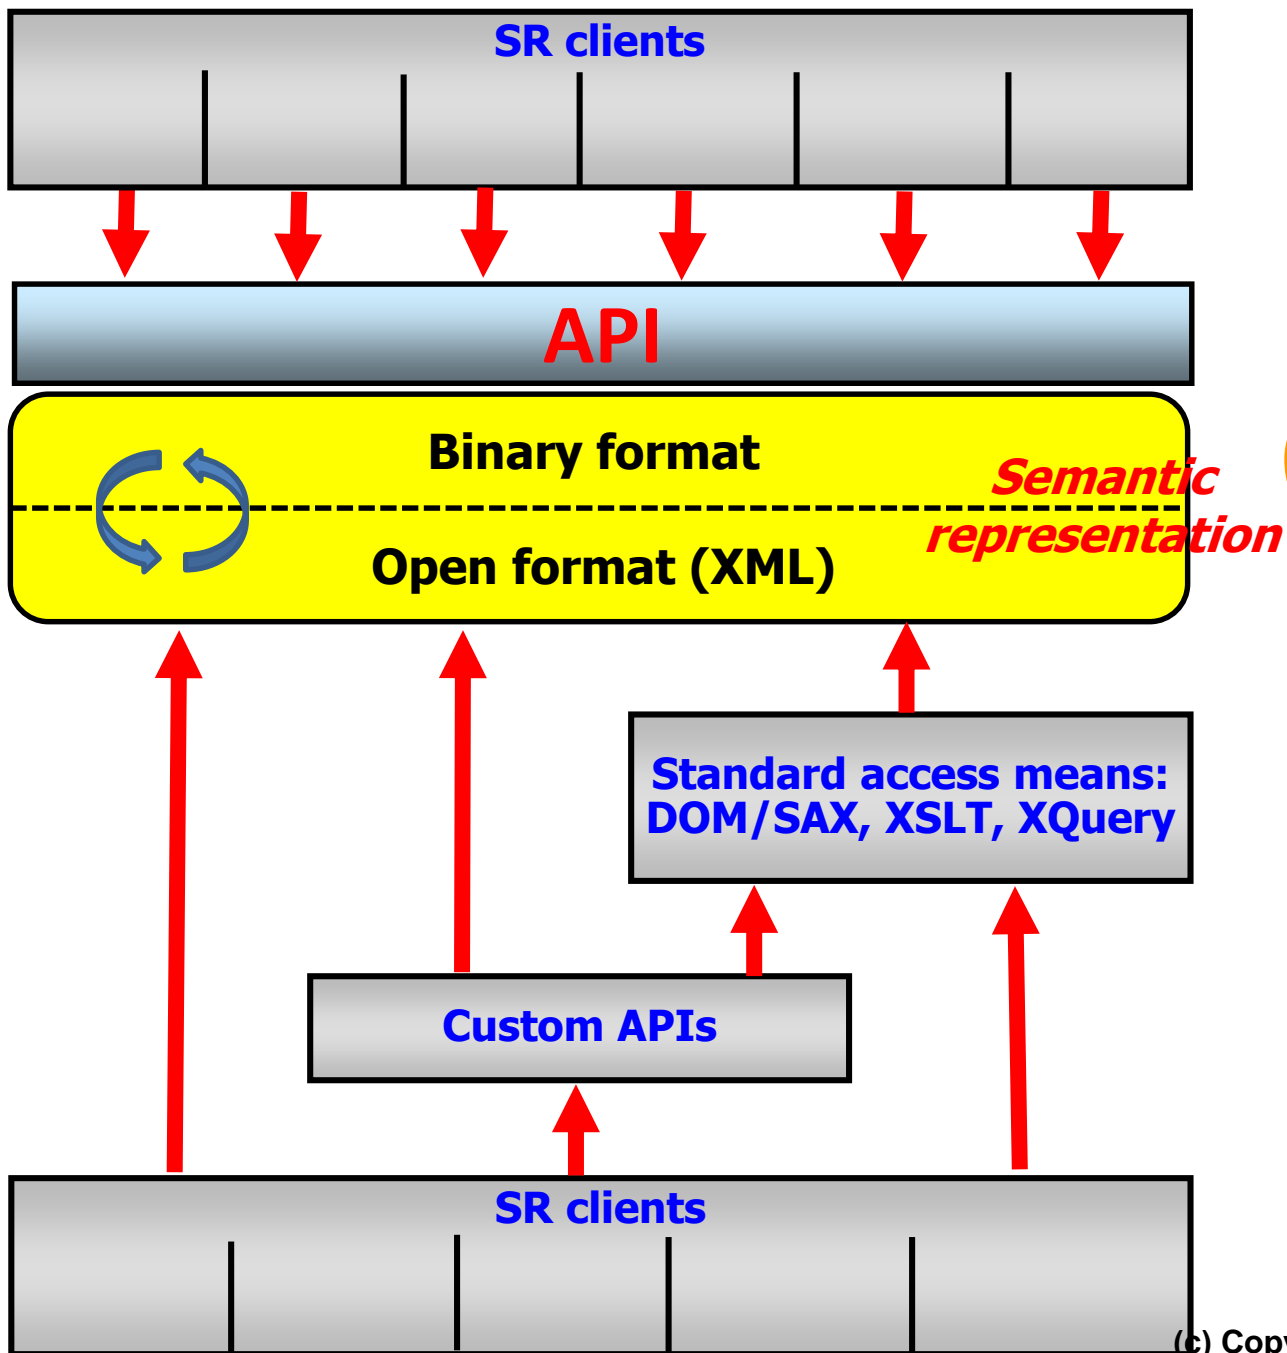 SR clients
API
Binary format
Semantic
representation
Open format (XML)
Standard access means:
DOM/SAX, XSLT, XQuery
Custom APIs
SR clients
(c)